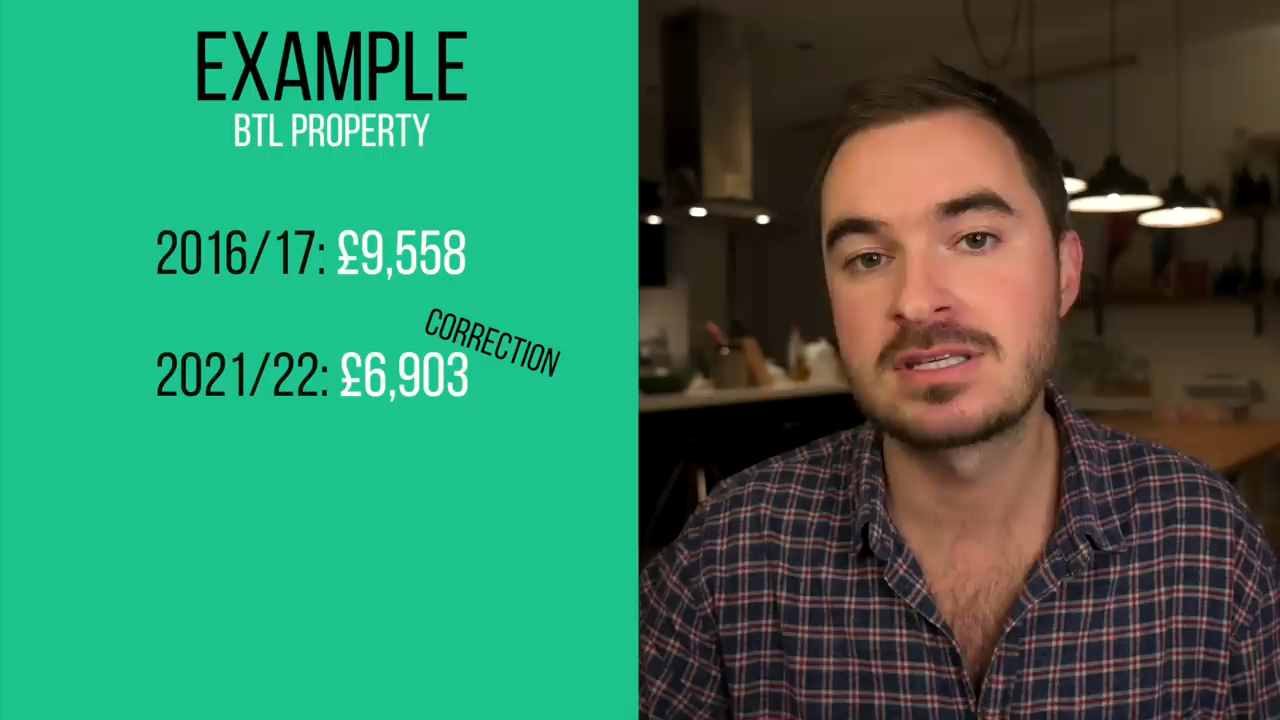 EXAMPLE
BTL PROPERTY
2016/17: £9,558
CORRECTION
2021/22: £6,903